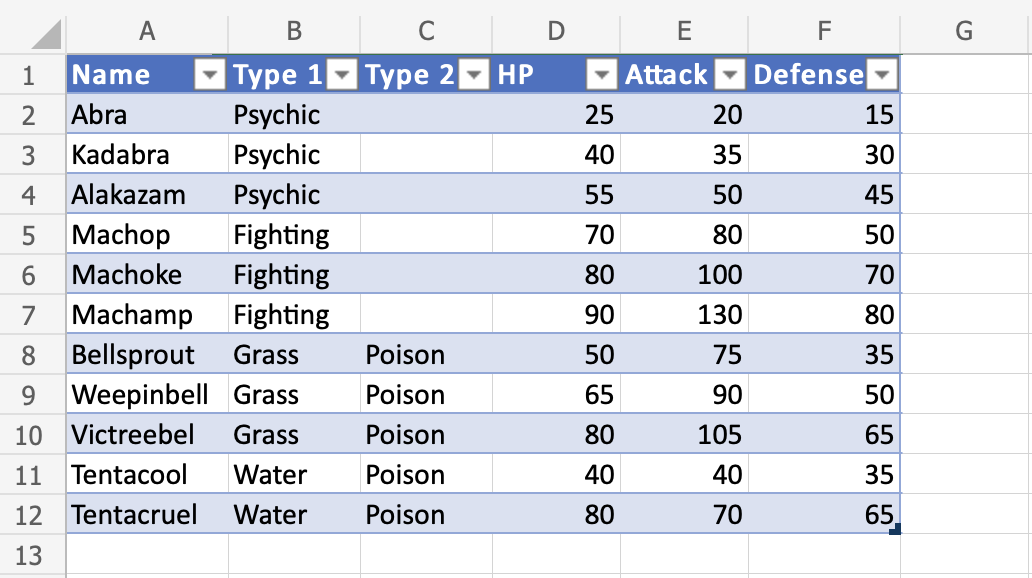 A B C D E F G
1 Name Type 1 Type 2 HP Attack Defense
2 Abra Psychic 25 20 15
3 Kadabra Psychic 40 35 30
4 Alakazam Psychic 55 50 45
5 Machop Fighting 70 80 50
6 Machoke Fighting 80 100 70
7 Machamp Fighting 90 130 80
8 Bellsprout Grass Poison 50 75 35
9 Weepinbell Grass Poison 65 90 50
10 Victreebel Grass Poison 80 105 65
11 Tentacool Water Poison 40 40 35
12 Tentacruel Water Poison 80 70 65
13